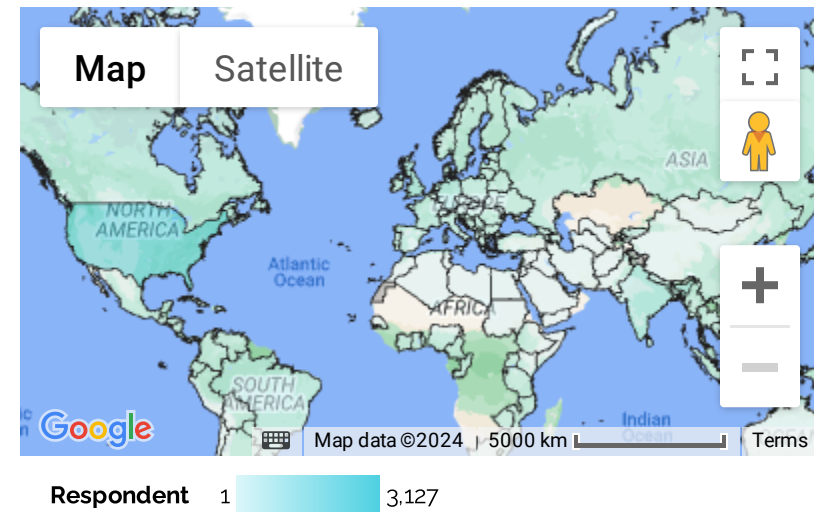 Map
Satellite
ASIA
NORTH
AMERICA
EUROPE
Atlantic
Ocean
AFRICA
SOUTH
AMERICA
Indian
Ocean
Google
Map data ©2024
5000 km
Terms
Respondent 1 3,127